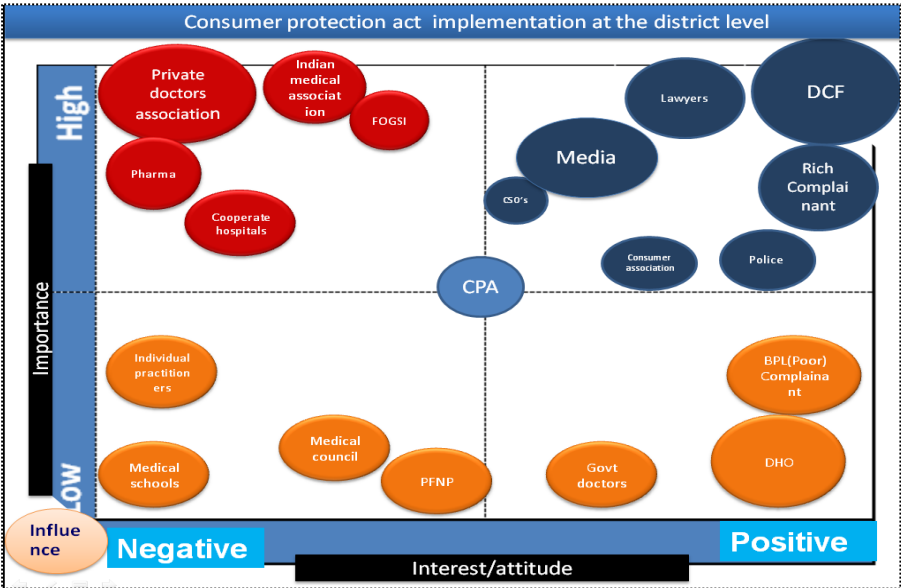 Consumer protection act implementation at the district level
High
Private
doctors
association
Indian
medical
associat
ion
FOGSI
Lawyers
DCF
Pharma
Media
Rich
Complai
nant
Cooperate
hospitals
CSO's
Consumer
association
Police
CPA
Importance
Individual
practition
ers
BPL(Poor)
Complaina
nt
Medical
schools
Medical
council
PFNP
Govt
doctors
DHO
Low
Influe
nce
Negative
Positive
Interest/attitude